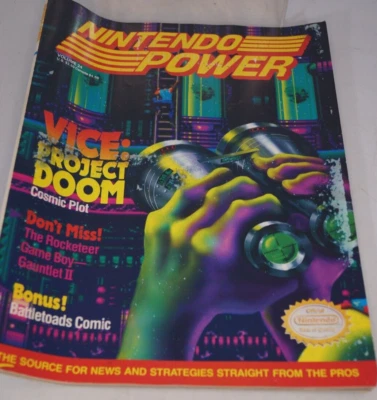 NINTENDO
POWER
VICE:
PROJECT
DOOM
Cosmic Plot
Don't Miss!
The Rocketeer
Game Boy—
Gauntlet II
Bonus!
Battletoads Comic
Nintendo
THE SOURCE FOR NEWS AND STRATEGIES STRAIGHT FROM THE PROS